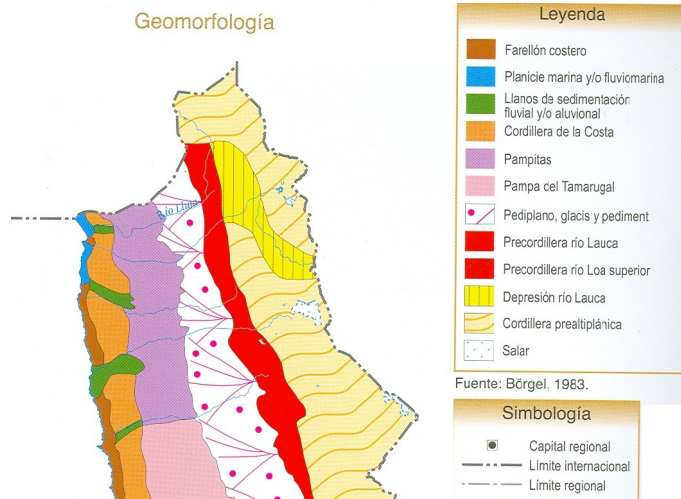 Geomorfología
Leyenda
Farellón costero
Planicie marina y/o fluviomarina
Llanos de sedimentación
fluvial y/o aluvional
Cordillera de la Costa
Pampitas
Pampa del Tamarugal
Pediplano, glacis y pediment
Precordillera río Lauca
Precordillera río Loa superior
Depresión río Lauca
Cordillera prealtiplánica
Salar
Fuente: Börgel, 1983.
Simbología
Capital regional
Límite internacional
Límite regional
Río Lluta